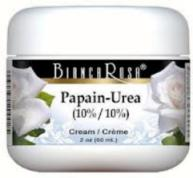 BIANCA ROSA®
Papain-Urea
(10% / 10%)
Cream / Crème
2 oz (60 mL)